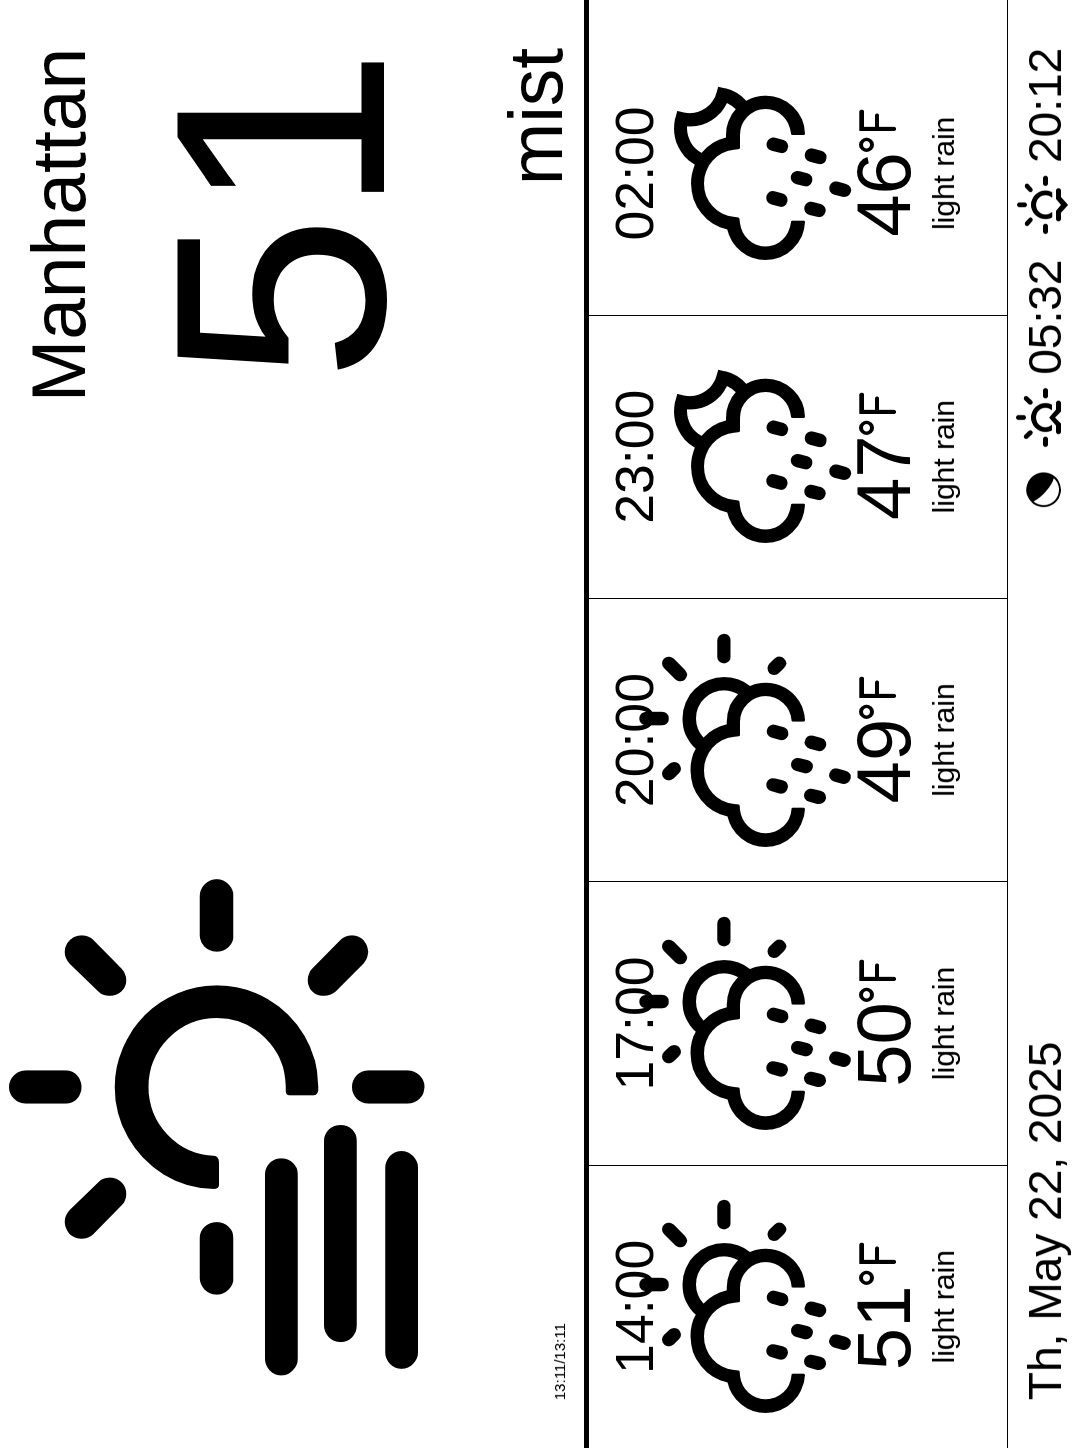 Manhattan
51
mist
13:11/13:11
14:00 17:00 20:00 23:00 02:00
51°F 50°F 49°F 47°F 46°F
light rain light rain light rain light rain light rain
Th, May 22, 2025 05:32 20:12